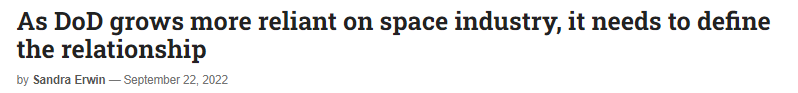 As DoD grows more reliant on space industry, it needs to define
the relationship
by Sandra Erwin — September 22, 2022